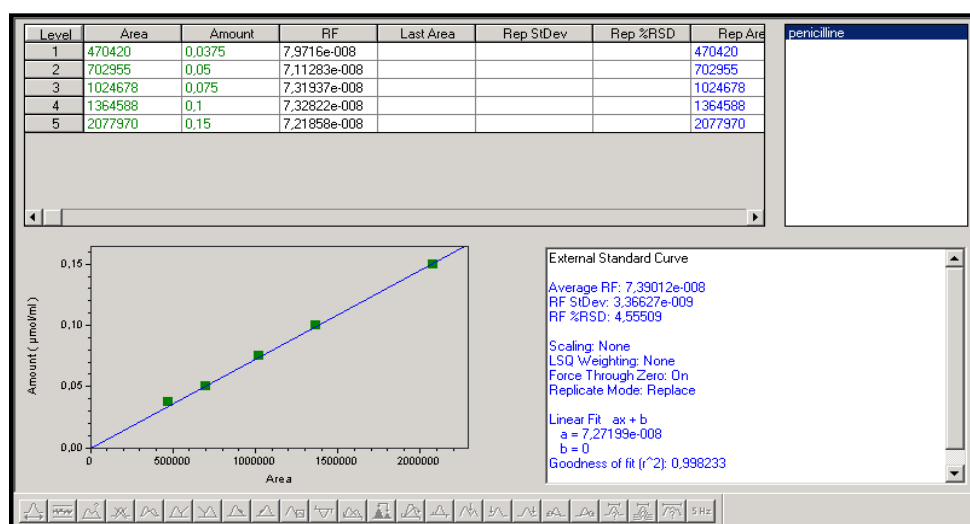 Level Area Amount RF Last Area Rep StDev Rep %RSD Rep Are
1 470420 0,0375 7,9716e-008 470420
2 702955 0,05 7,11283e-008 702955
3 1024678 0,075 7,31937e-008 1024678
4 1364588 0,1 7,32822e-008 1364588
5 2077970 0,15 7,21858e-008 2077970
penicilline
0,15
0,10
0,05
0,00
Amount ( µmol/ml )
0 500000 1000000 1500000 2000000
Area
External Standard Curve
Average RF: 7,39012e-008
RF StDev: 3,36627e-009
RF %RSD: 4,55509
Scaling: None
LSQ Weighting: None
Force Through Zero: On
Replicate Mode: Replace
Linear Fit ax + b
a = 7,27199e-008
b = 0
Goodness of fit (r^2): 0,998233
5 Hz